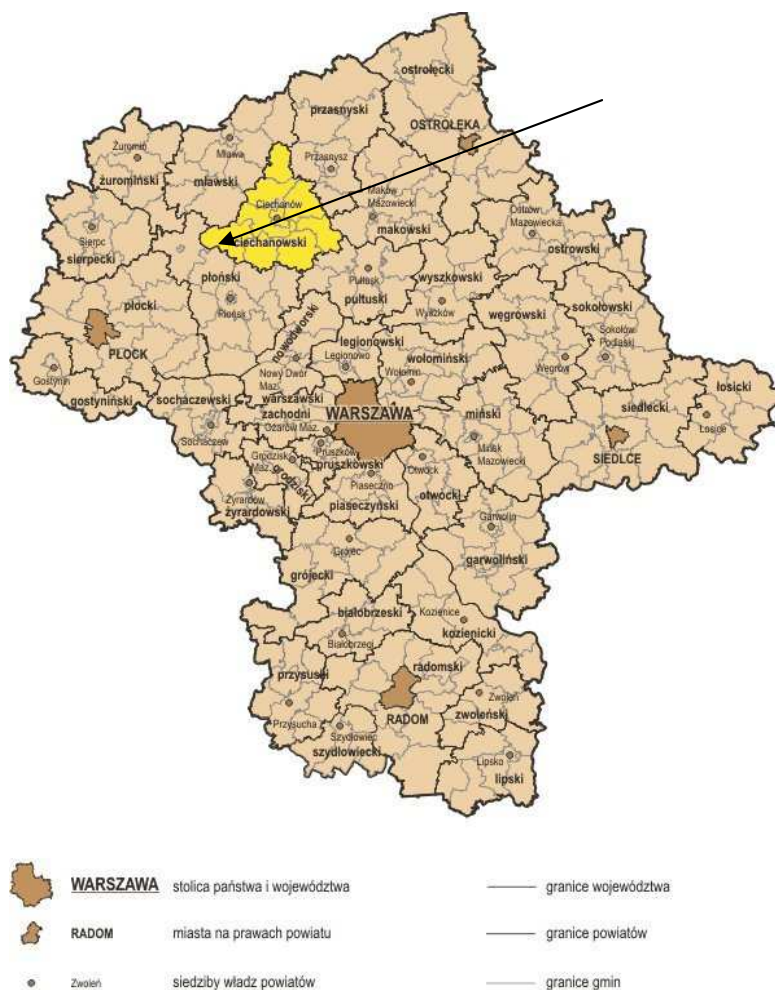 ostrołęcki
przasnyski
OSTROŁĘKA
Żuromin
żuromiński
Mława
mławski
Przasnysz
Ciechanów
ciechanowski
Maków
Mazowiecki
makowski
Ostrów
Mazowiecka
ostrowski
Sierpc
sierpecki
płoński
Płońsk
Pułtusk
pułtuski
wyszkowski
Wyszków
węgrowski
Węgrów
sokołowski
Sokołów
Podlaski
płocki
PŁOCK
nowodworski
Nowy Dwór
Maz.
legionowski
Legionowo
wołomiński
Wołomin
Gostynin
gostyniński
sochaczewski
Sochaczew
warszawski
zachodni
Ożarów Maz.
WARSZAWA
miński
Mińsk
Mazowiecki
siedlecki
SIEDLCE
łosicki
Łosice
Grodzisk
Maz.
grodziski
Pruszków
pruszkowski
Piaseczno
piaseczyński
Otwock
otwocki
Żyrardów
żyrardowski
Garwolin
garwoliński
Grójec
grójecki
białobrzeski
Białobrzegi
Kozienice
kozienicki
przysuski
Przysucha
radomski
RADOM
Szydłowiec
szydłowiecki
Zwoleń
zwoleński
Lipsko
lipski
WARSZAWA stolica państwa i województwa granice województwa
RADOM miasta na prawach powiatu granice powiatów
Zwoleń siedziby władz powiatów granice gmin